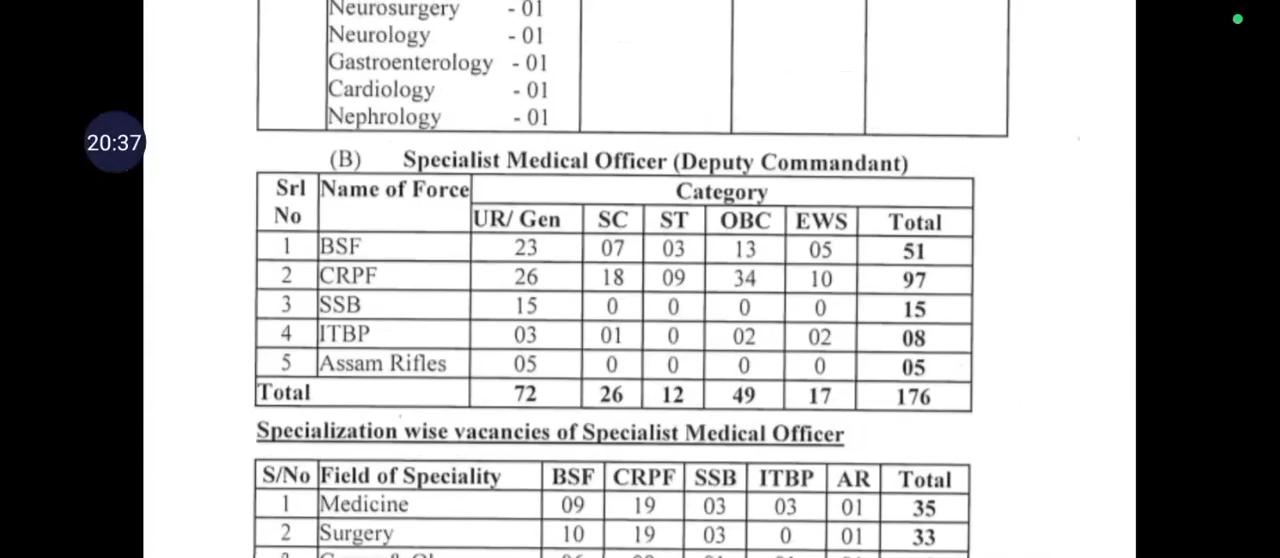 Neurosurgery - 01
Neurology - 01
Gastroenterology - 01
Cardiology - 01
Nephrology - 01
20:37
(B) Specialist Medical Officer (Deputy Commandant)
Srl No Name of Force Category
UR/ Gen SC ST OBC EWS Total
1 BSF 23 07 03 13 05 51
2 CRPF 26 18 09 34 10 97
3 SSB 15 0 0 0 0 15
4 ITBP 03 01 0 02 02 08
5 Assam Rifles 05 0 0 0 0 05
Total 72 26 12 49 17 176
Specialization wise vacancies of Specialist Medical Officer
S/No Field of Speciality BSF CRPF SSB ITBP AR Total
1 Medicine 09 19 03 03 01 35
2 Surgery 10 19 03 0 01 33